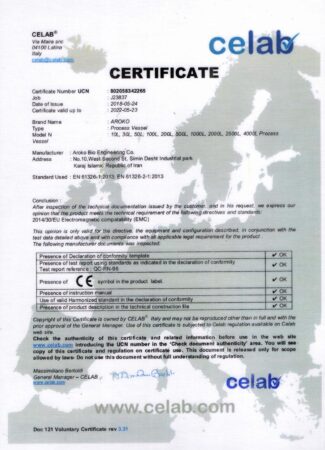 CELAB®
Via Maira snc
04100 Latina
Italy
celab@celab.com
celab
CERTIFICATE
Certificate Number UCN : 802058342265
Job : J23837
Date of issue : 2018-05-24
Valid up to : 2022-05-23
Brand Name : AROKO
Type : Process Vessel
Model N° : 10L, 30L, 50L, 100L, 200L, 500L, 1000L, 2000L, 2500L, 4000L Process
Vessel
Manufacturer : Aroko Bio Engineering Co.
Address : No.10,West Second St, Simin Dasht Industrial park,
Karaj Islamic Republic of Iran
Standard Used : EN 61326-1:2013, EN 61326-2-1:2013
Conclusion :
After inspection of the technical documentation issued by the customer, and in his request, we express our
opinion that the product meets the technical requirement of the following directives and standards:
2014/30/EU Electromagnetic compatibility (EMC)
This opinion is only valid for the directive, the equipment and configuration described, in conjunction with the
test data detailed above and with compliance with all applicable legal requirement for the product.
The following manufacturer documents was inspected:
Presence of Declaration of conformity template ✔ OK
Presence of test report using standards as indicated in the declaration of conformity ✔ OK
Test report reference : QC-RN-96
Presence of CE symbol in the product label. ✔ OK
Presence of instruction manual ✔ OK
Use of valid Harmonized standard in the declaration of conformity ✔ OK
Presence of product description in the technical construction file ✔ OK
Copyright of this Certificate is owned by CELAB® Italy and may not be reproduced other than in full and with the
prior approval of the General Manager. Use of this certificate is subjected to Celab regulation available on Celab
web site.
Check the authenticity of this certificate and related information before use in the web site
www.celab.com introducing the UCN number in the 'Check document authenticity' area. You will see
copy of this certificate and regulation on certificate use. This document is released only for scope
allowed by law. Do not use this document without full understanding of regulation.
Massimiliano Bertoldi
General Manager – CELAB®
www.celab.com
celab
www.celab.com
Doc 121 Voluntary Certificate rev 3.31